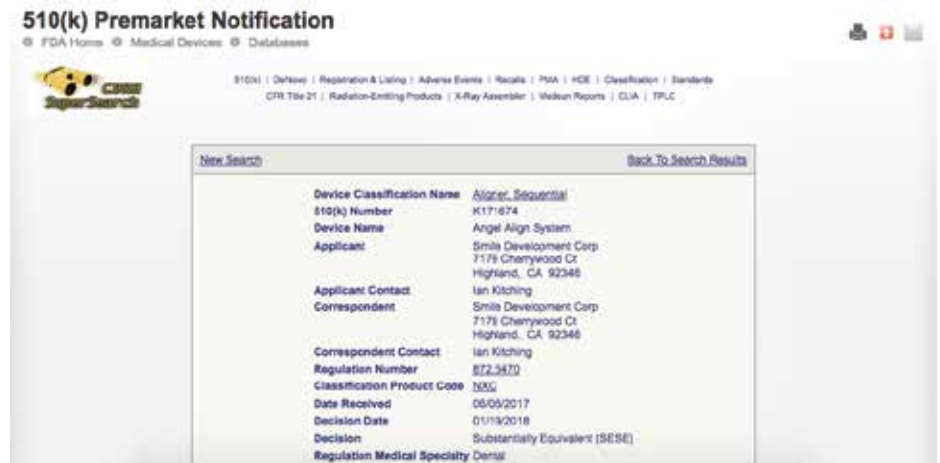 510(k) Premarket Notification
FDA Home Medical Devices Databases
CDRH
SuperSearch
510(k) | DeNovo | Registration & Listing | Adverse Events | Recalls | PMA | HDE | Classification | Standards
CFR Title 21 | Radiation-Emitting Products | X-Ray Assembler | Medsun Reports | CLIA | TPLC
New Search Back To Search Results
Device Classification Name Aligner, Sequential
510(k) Number K171674
Device Name Angel Align System
Applicant Smile Development Corp
7179 Cherrywood Ct
Highland, CA 92346
Applicant Contact Ian Kitching
Correspondent Smile Development Corp
7179 Cherrywood Ct
Highland, CA 92346
Correspondent Contact Ian Kitching
Regulation Number 872.5470
Classification Product Code NXC
Date Received
Decision Date 01/19/2018
Decision Substantially Equivalent (SESE)
Regulation Medical Specialty Dental